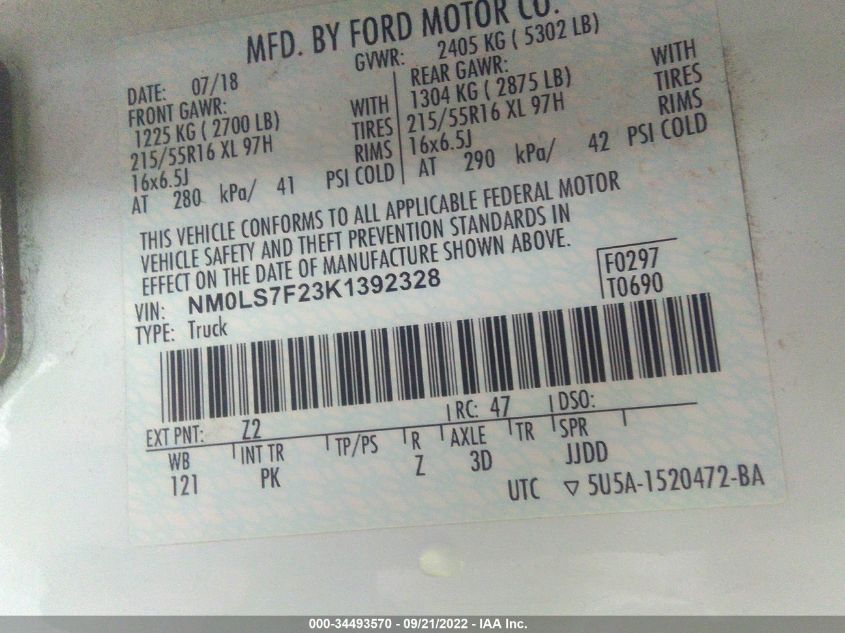 MFD. BY FORD MOTOR CO.
DATE: 07/18 GVWR: 2405 KG ( 5302 LB)
FRONT GAWR: REAR GAWR:
1225 KG ( 2700 LB) WITH 1304 KG ( 2875 LB) WITH
215/55R16 XL 97H TIRES 215/55R16 XL 97H TIRES
16x6.5J RIMS 16x6.5J RIMS
AT 280 kPa/ 41 PSI COLD AT 290 kPa/ 42 PSI COLD
THIS VEHICLE CONFORMS TO ALL APPLICABLE FEDERAL MOTOR
VEHICLE SAFETY AND THEFT PREVENTION STANDARDS IN
EFFECT ON THE DATE OF MANUFACTURE SHOWN ABOVE.
VIN: NM0LS7F23K1392328 F0297
TYPE: Truck T0690
EXT PNT: Z2 RC: 47 DSO:
WB INT TR TP/PS R AXLE TR SPR
121 PK Z 3D JJDD
UTC ▽ 5U5A-1520472-BA
000-34493570 - 09/21/2022 - IAA Inc.